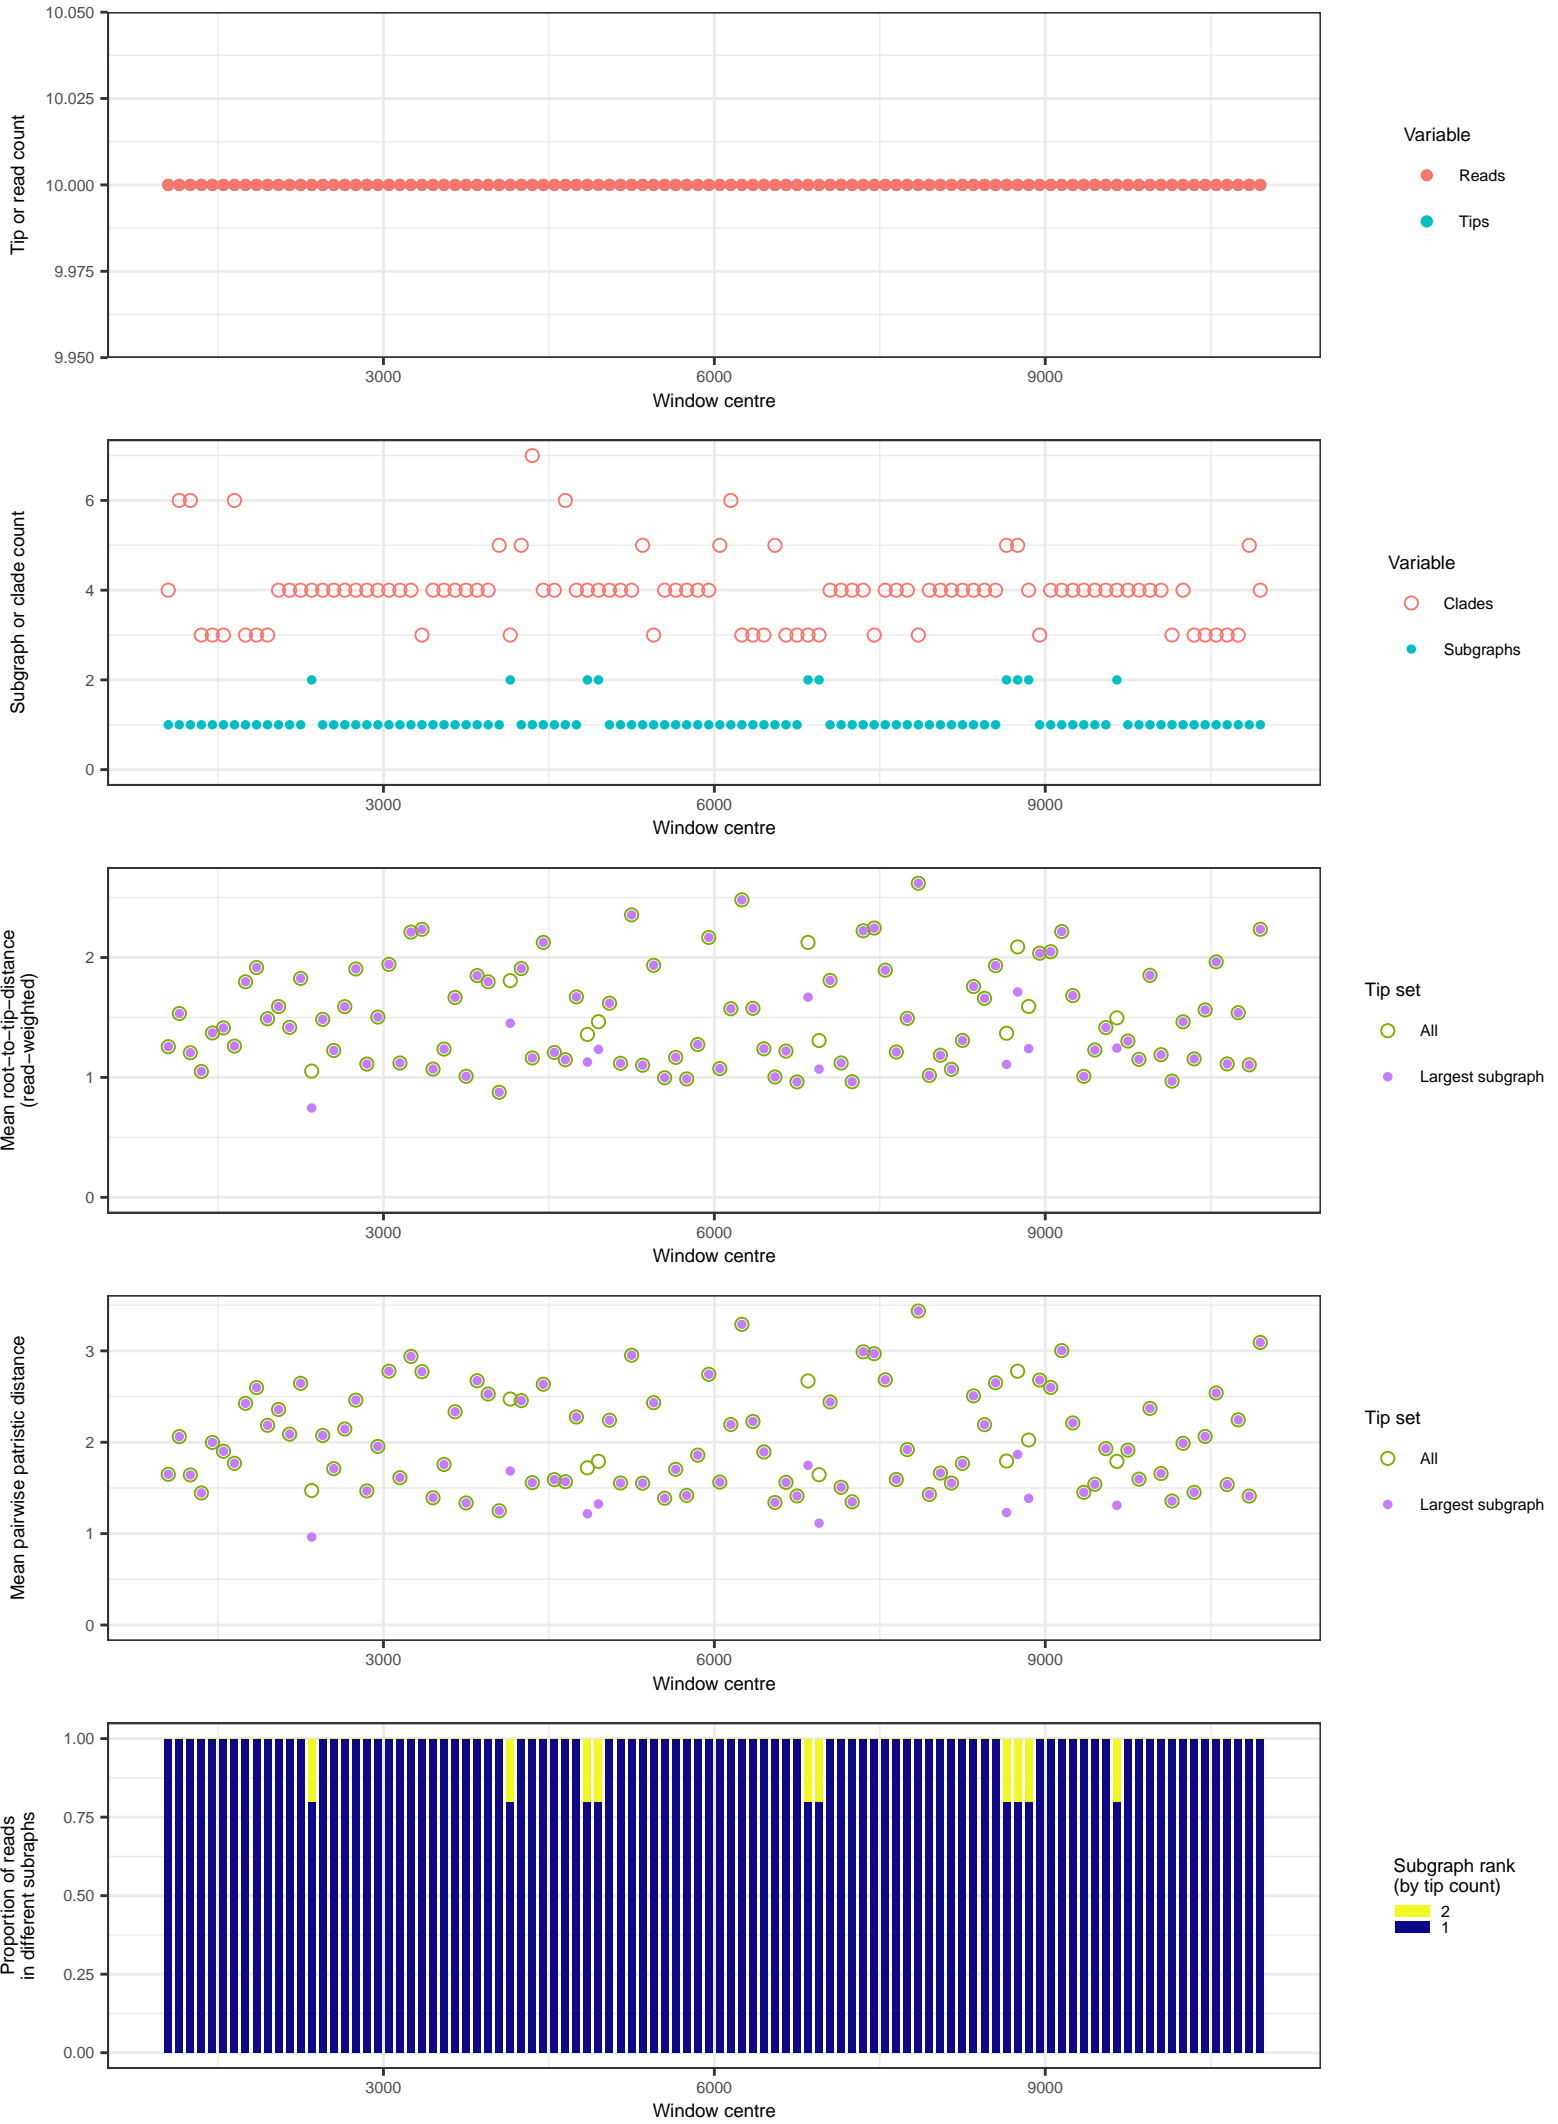 10.050
10.025
10.000
9.975
9.950
Tip or read count
3000 6000 9000
Window centre
Variable
Reads
Tips
6
4
2
0
Subgraph or clade count
3000 6000 9000
Window centre
Variable
Clades
Subgraphs
2
1
0
Mean root−to−tip−distance
(read−weighted)
3000 6000 9000
Window centre
Tip set
All
Largest subgraph
3
2
1
0
Mean pairwise patristic distance
3000 6000 9000
Window centre
Tip set
All
Largest subgraph
1.00
0.75
0.50
0.25
0.00
Proportion of reads
in different subraphs
3000 6000 9000
Window centre
Subgraph rank
(by tip count)
2
1